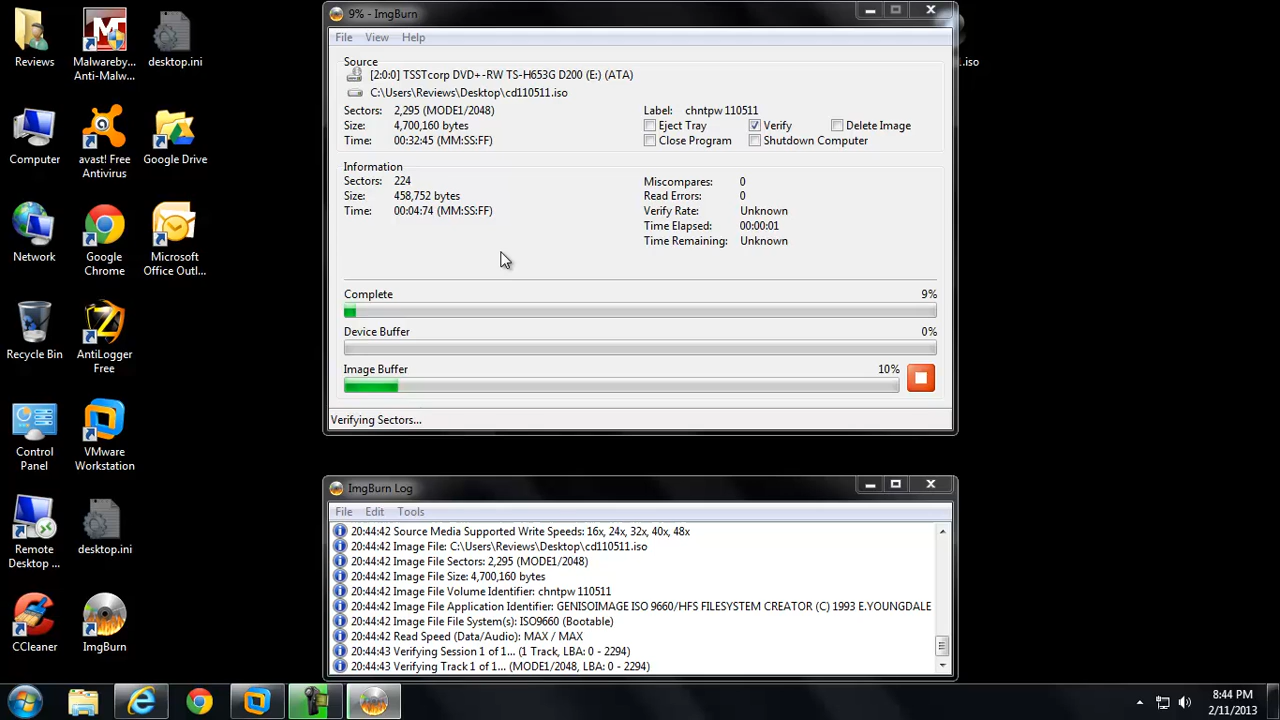 Reviews
Malwareby...
Anti-Malw...
desktop.ini
Computer
avast! Free
Antivirus
Google Drive
Network
Google
Chrome
Microsoft
Office Outl...
Recycle Bin
AntiLogger
Free
Control
Panel
VMware
Workstation
Remote
Desktop ...
desktop.ini
CCleaner
ImgBurn
.iso
9% - ImgBurn
File View Help
Source
[2:0:0] TSSTcorp DVD+-RW TS-H653G D200 (E:) (ATA)
C:\Users\Reviews\Desktop\cd110511.iso
Sectors: 2,295 (MODE1/2048)
Size: 4,700,160 bytes
Time: 00:32:45 (MM:SS:FF)
Label: chntpw 110511
Eject Tray Verify Delete Image
Close Program Shutdown Computer
Information
Sectors: 224
Size: 458,752 bytes
Time: 00:04:74 (MM:SS:FF)
Miscompares: 0
Read Errors: 0
Verify Rate: Unknown
Time Elapsed: 00:00:01
Time Remaining: Unknown
Complete 9%
Device Buffer 0%
Image Buffer 10%
Verifying Sectors...
ImgBurn Log
File Edit Tools
20:44:42 Source Media Supported Write Speeds: 16x, 24x, 32x, 40x, 48x
20:44:42 Image File: C:\Users\Reviews\Desktop\cd110511.iso
20:44:42 Image File Sectors: 2,295 (MODE1/2048)
20:44:42 Image File Size: 4,700,160 bytes
20:44:42 Image File Volume Identifier: chntpw 110511
20:44:42 Image File Application Identifier: GENISOIMAGE ISO 9660/HFS FILESYSTEM CREATOR (C) 1993 E.YOUNGDALE
20:44:42 Image File File System(s): ISO9660 (Bootable)
20:44:42 Read Speed (Data/Audio): MAX / MAX
20:44:43 Verifying Session 1 of 1... (1 Track, LBA: 0 - 2294)
20:44:43 Verifying Track 1 of 1... (MODE1/2048, LBA: 0 - 2294)
8:44 PM
2/11/2013